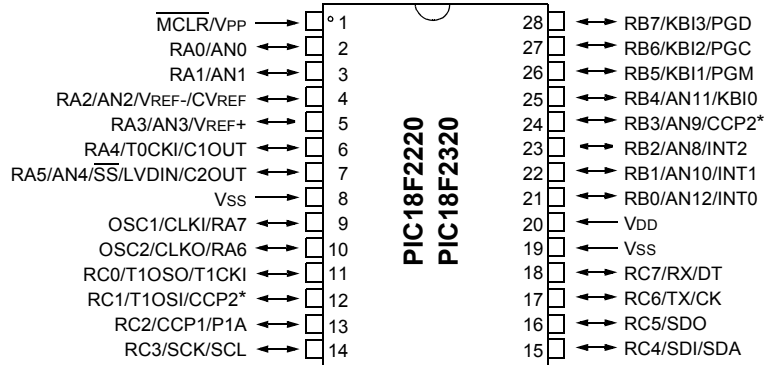 MCLR/VPP 1
RA0/AN0 2
RA1/AN1 3
RA2/AN2/VREF-/CVREF 4
RA3/AN3/VREF+ 5
RA4/T0CKI/C1OUT 6
RA5/AN4/SS/LVDIN/C2OUT 7
VSS 8
OSC1/CLKI/RA7 9
OSC2/CLKO/RA6 10
RC0/T1OSO/T1CKI 11
RC1/T1OSI/CCP2* 12
RC2/CCP1/P1A 13
RC3/SCK/SCL 14
PIC18F2220
PIC18F2320
28 RB7/KBI3/PGD
27 RB6/KBI2/PGC
26 RB5/KBI1/PGM
25 RB4/AN11/KBI0
24 RB3/AN9/CCP2*
23 RB2/AN8/INT2
22 RB1/AN10/INT1
21 RB0/AN12/INT0
20 VDD
19 VSS
18 RC7/RX/DT
17 RC6/TX/CK
16 RC5/SDO
15 RC4/SDI/SDA